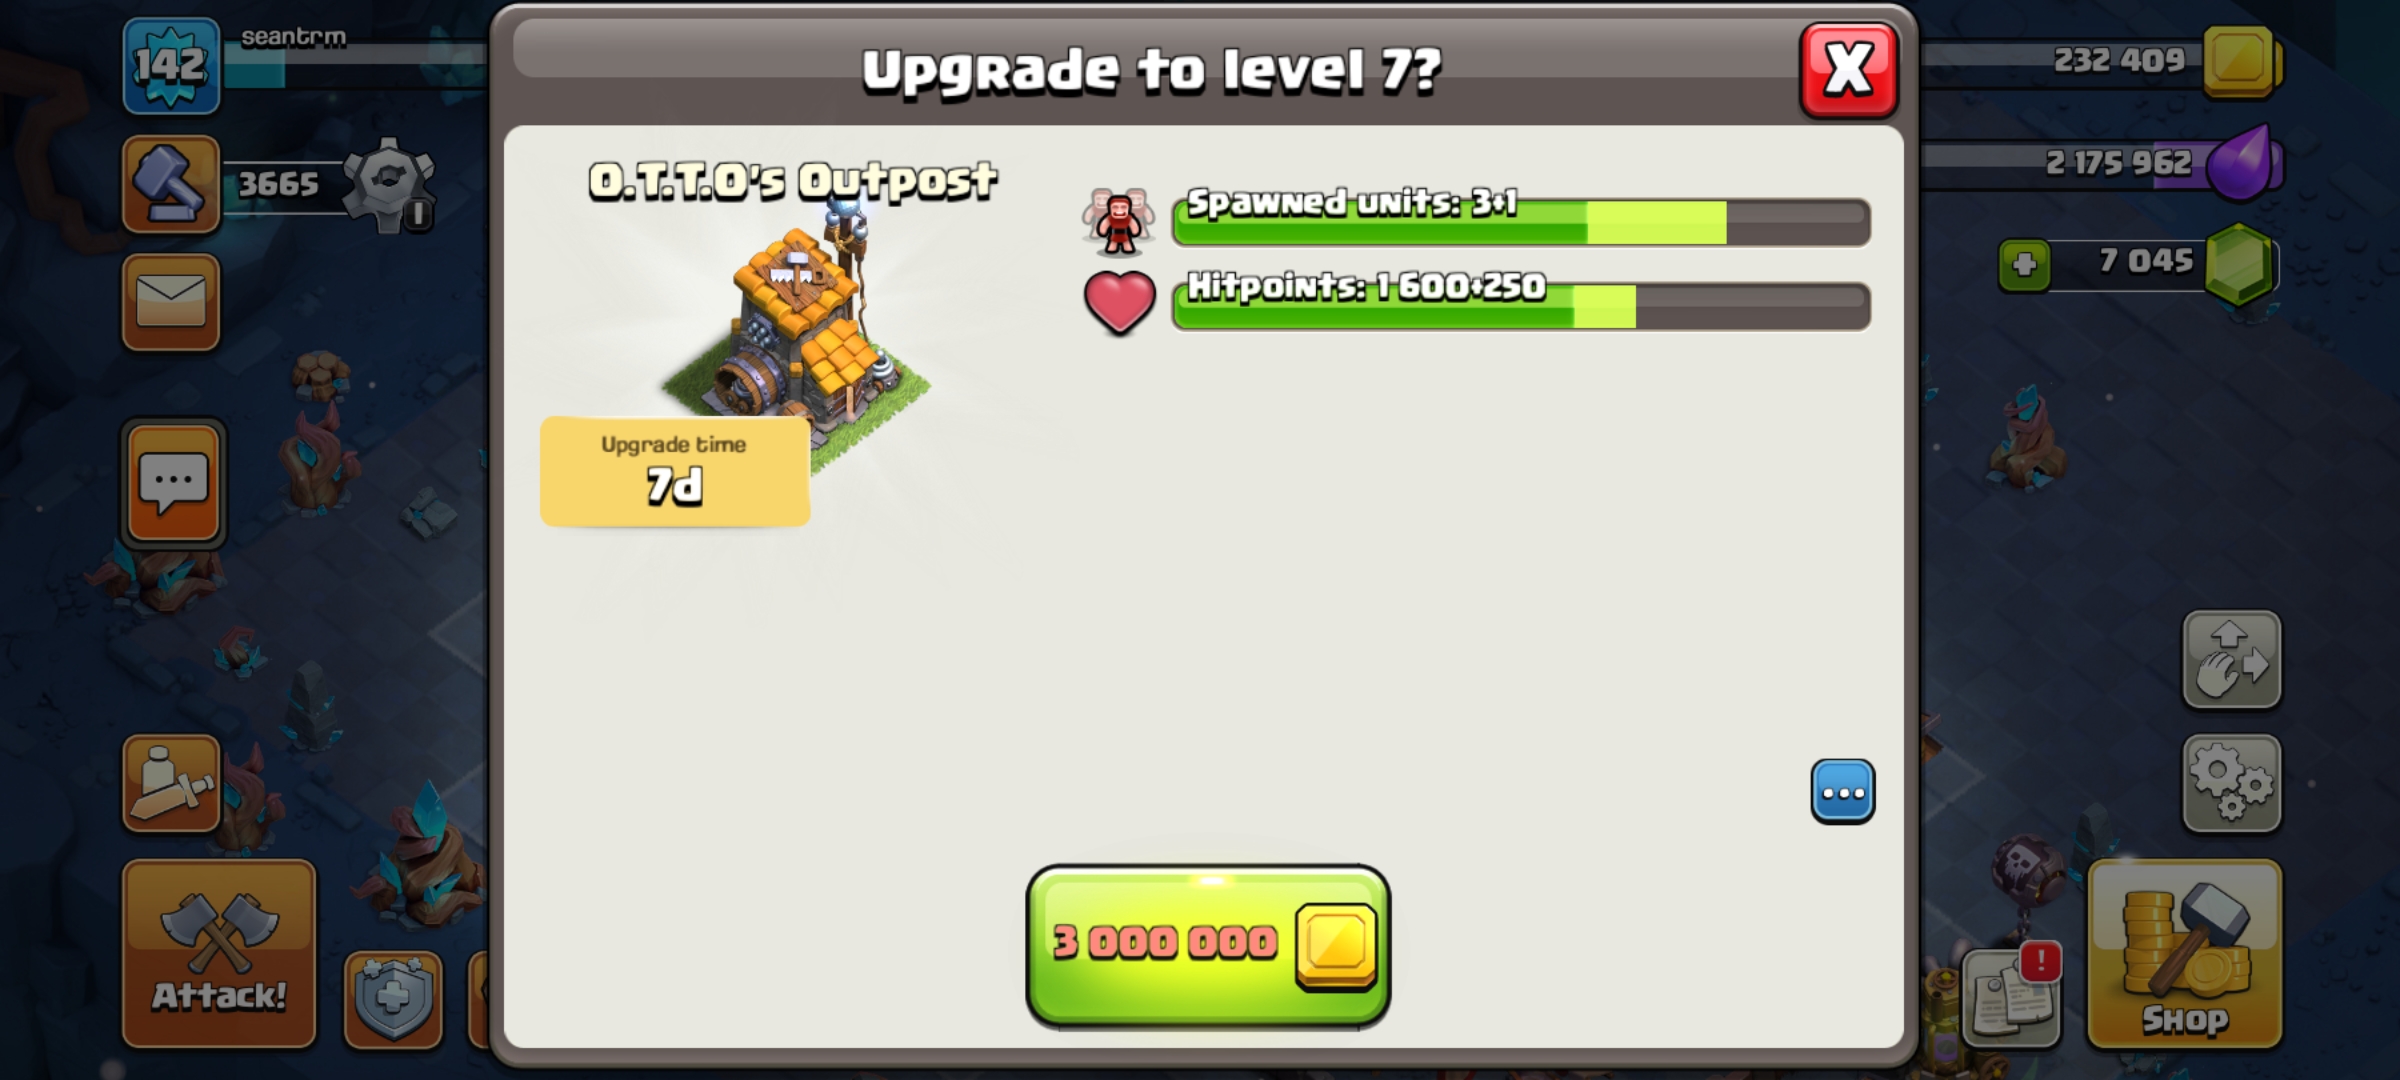 142
seantrm
3665
Upgrade to level 7?
X
232 409
2 175 962
7 045
O.T.T.O's Outpost
Spawned units: 3+1
Hitpoints: 1 600+250
Upgrade time
7d
3 000 000
Attack!
!
Shop